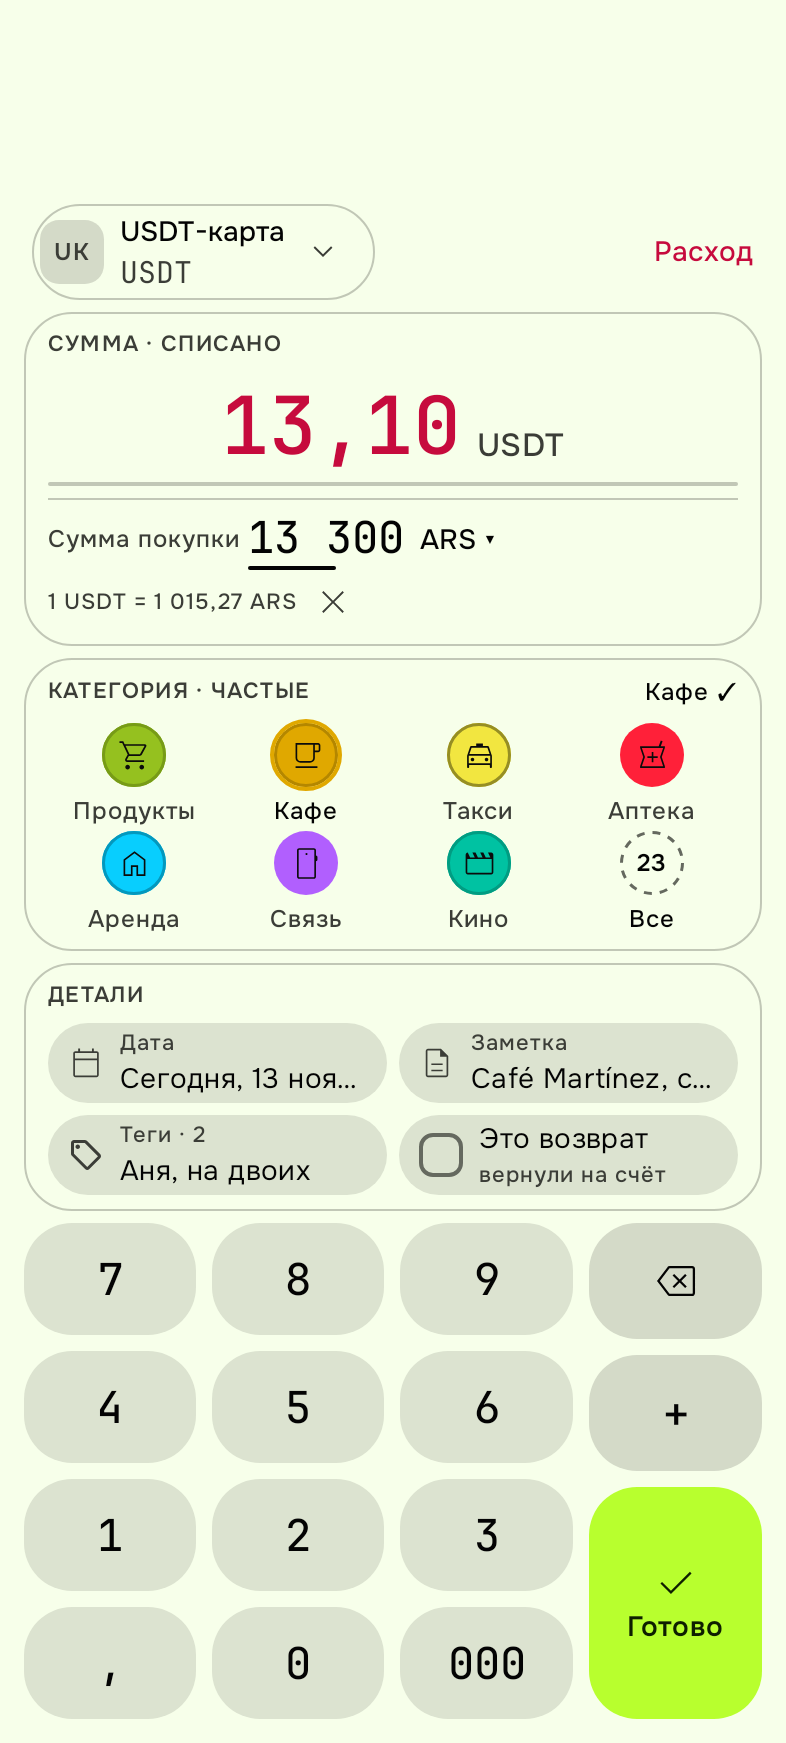 UK
USDT-карта
USDT
Расход
СУММА · СПИСАНО
13,10 USDT
Сумма покупки 13 300 ARS ▾
1 USDT = 1 015,27 ARS
КАТЕГОРИЯ · ЧАСТЫЕ
Кафе ✓
Продукты Кафе Такси Аптека
23
Аренда Связь Кино Все
ДЕТАЛИ
Дата
Сегодня, 13 ноя…
Заметка
Café Martínez, с…
Теги · 2
Аня, на двоих
Это возврат
вернули на счёт
7 8 9
4 5 6 +
1 2 3
Готово
, 0 000